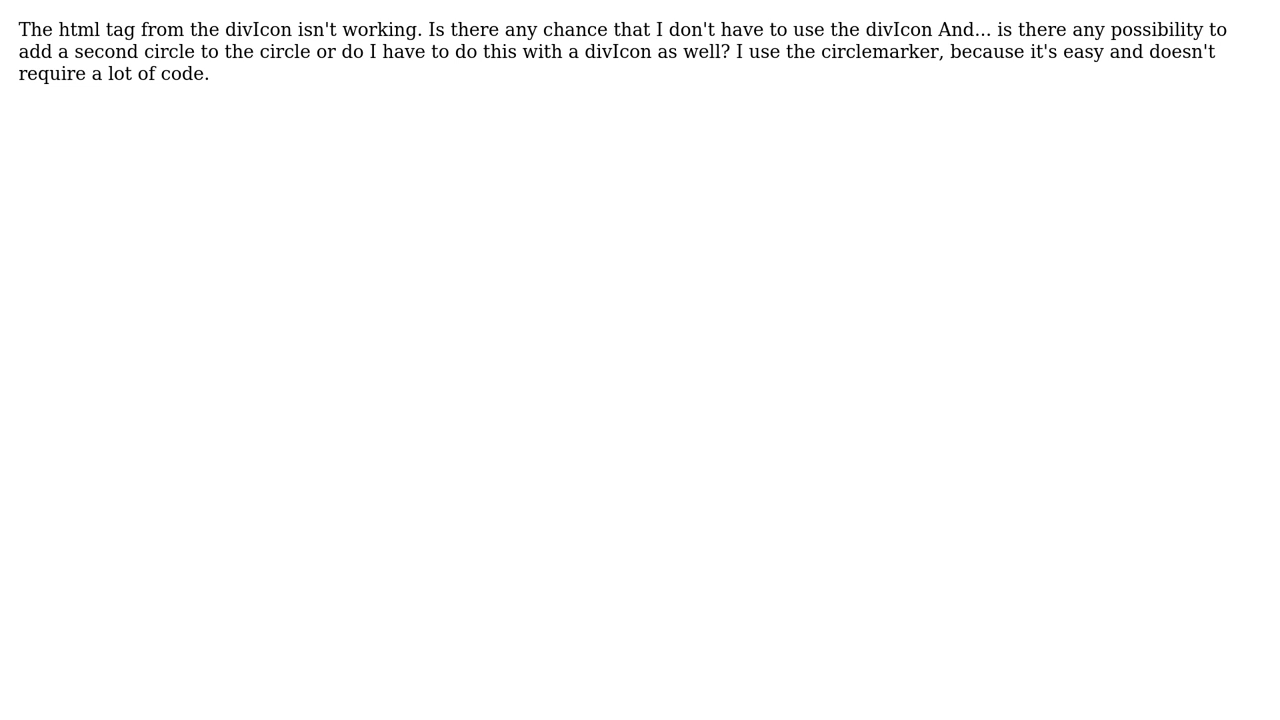 The html tag from the divIcon isn't working. Is there any chance that I don't have to use the divIcon And... is there any possibility to
add a second circle to the circle or do I have to do this with a divIcon as well? I use the circlemarker, because it's easy and doesn't
require a lot of code.